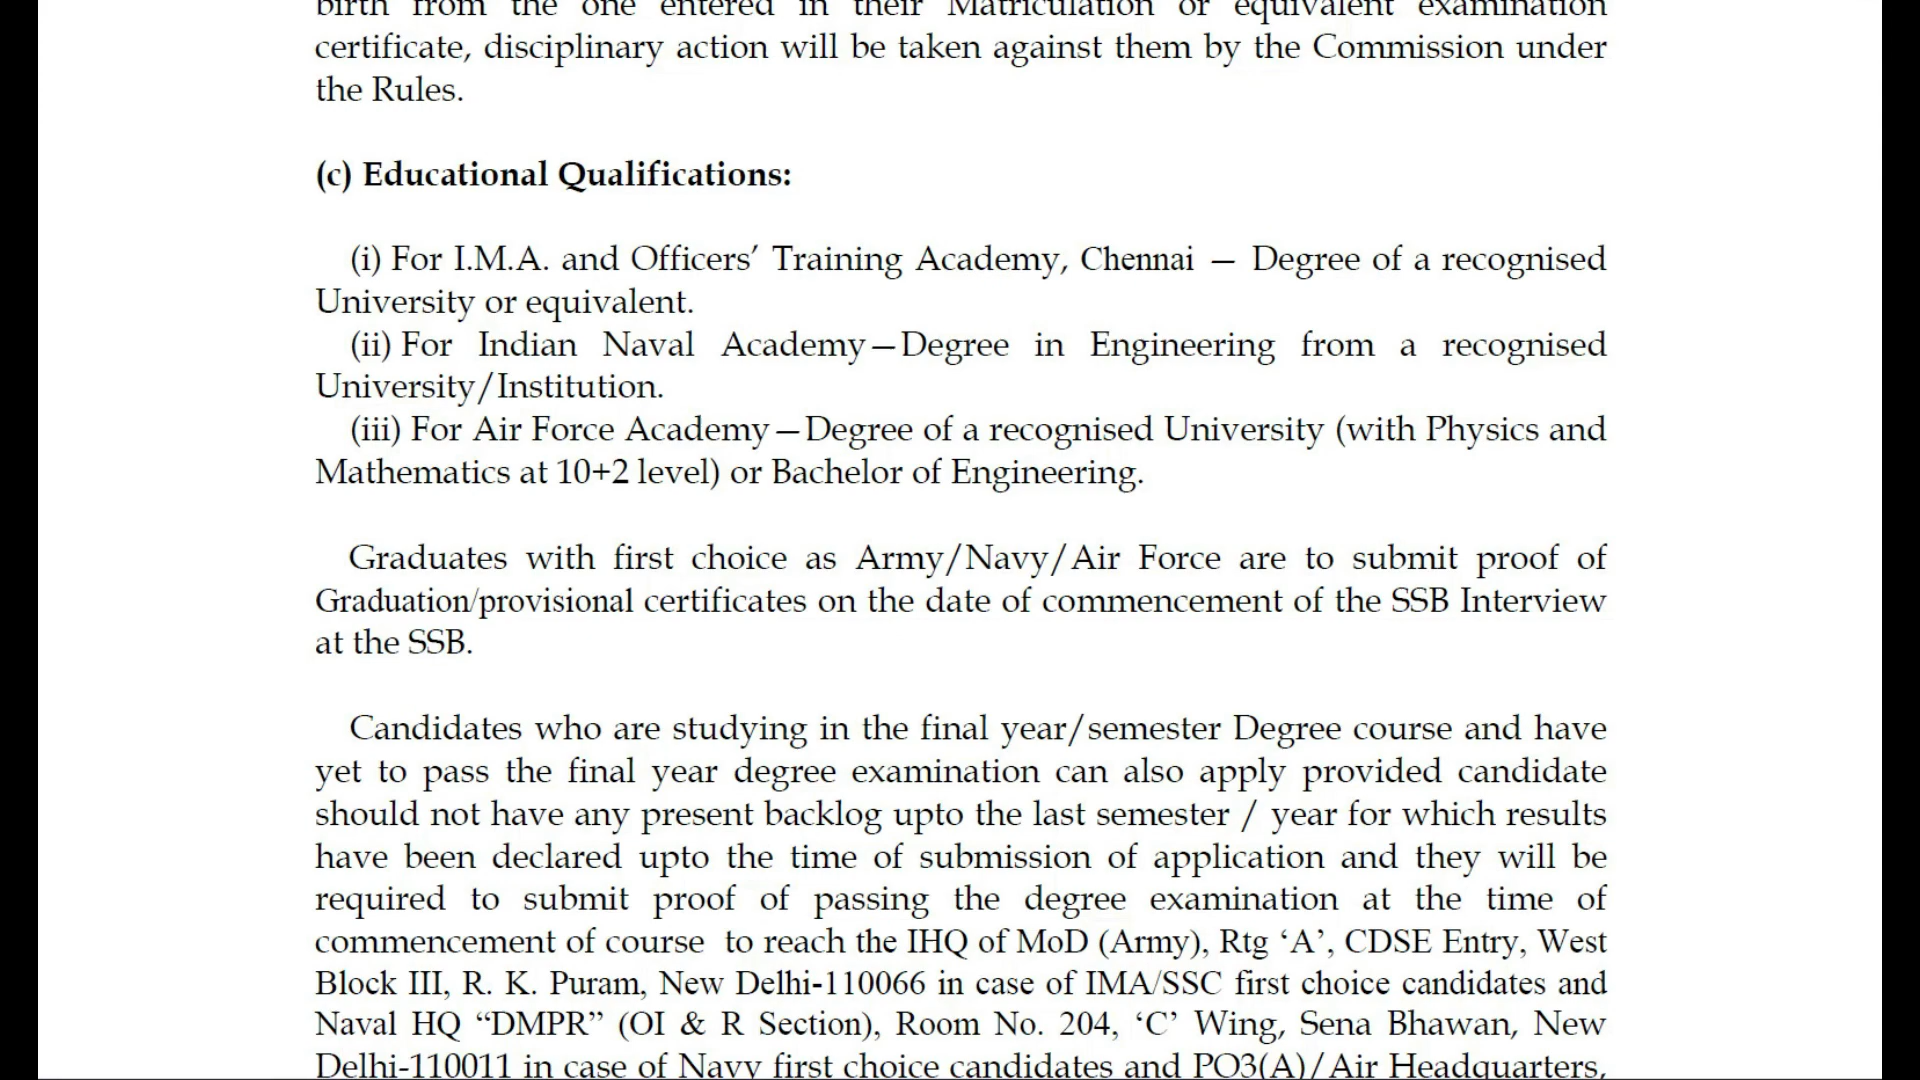 birth from the one entered in their Matriculation or equivalent examination
certificate, disciplinary action will be taken against them by the Commission under
the Rules.
(c) Educational Qualifications:
(i) For I.M.A. and Officers’ Training Academy, Chennai — Degree of a recognised
University or equivalent.
(ii) For Indian Naval Academy—Degree in Engineering from a recognised
University/Institution.
(iii) For Air Force Academy—Degree of a recognised University (with Physics and
Mathematics at 10+2 level) or Bachelor of Engineering.
Graduates with first choice as Army/Navy/Air Force are to submit proof of
Graduation/provisional certificates on the date of commencement of the SSB Interview
at the SSB.
Candidates who are studying in the final year/semester Degree course and have
yet to pass the final year degree examination can also apply provided candidate
should not have any present backlog upto the last semester / year for which results
have been declared upto the time of submission of application and they will be
required to submit proof of passing the degree examination at the time of
commencement of course to reach the IHQ of MoD (Army), Rtg ‘A’, CDSE Entry, West
Block III, R. K. Puram, New Delhi-110066 in case of IMA/SSC first choice candidates and
Naval HQ “DMPR” (OI & R Section), Room No. 204, ‘C’ Wing, Sena Bhawan, New
Delhi-110011 in case of Navy first choice candidates and PO3(A)/Air Headquarters,